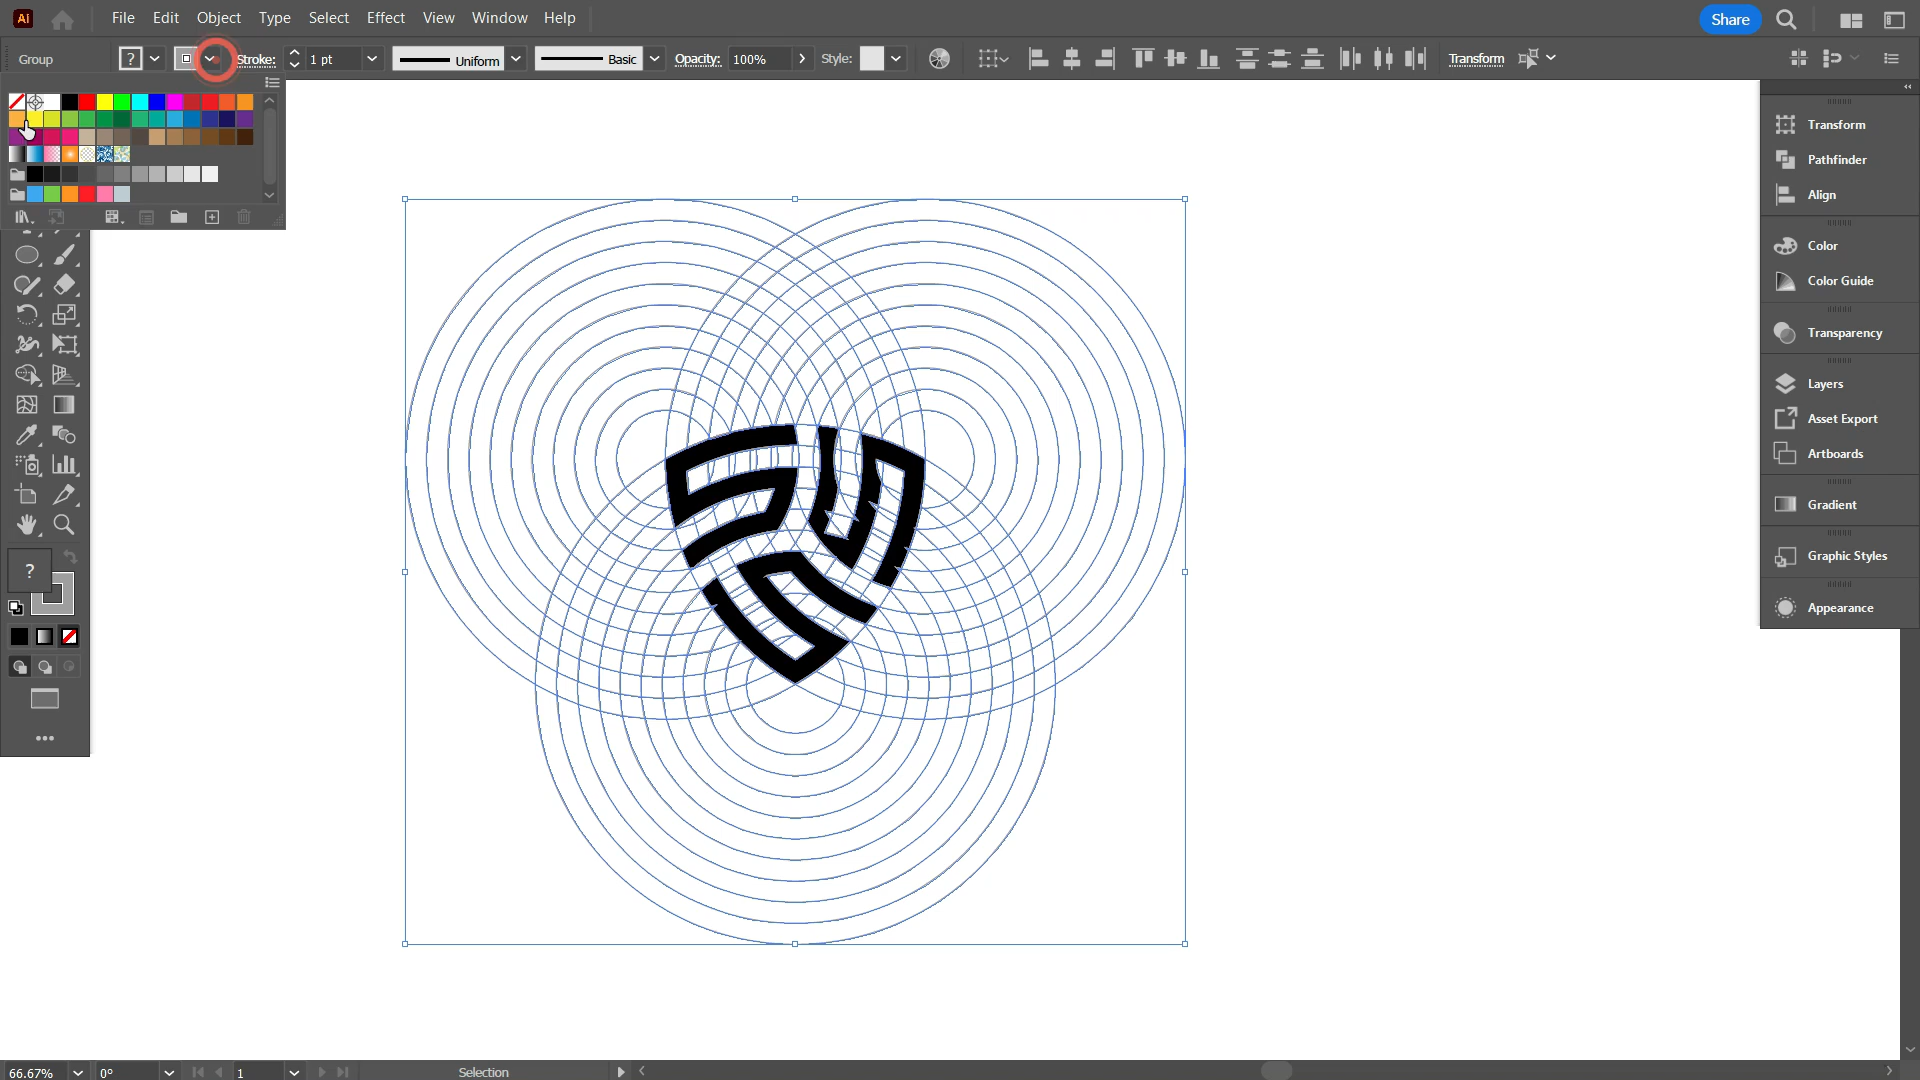 Ai File Edit Object Type Select Effect View Window Help Share
Group ? Stroke: 1 pt Uniform Basic Opacity: 100% Style: Transform
Transform
Pathfinder
Align
Color
Color Guide
Transparency
Layers
Asset Export
Artboards
Gradient
Graphic Styles
?
Appearance
66.67% 0° 1 Selection